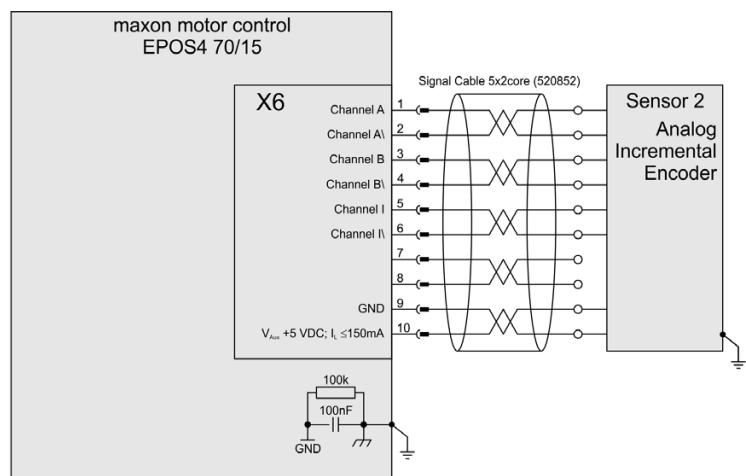 maxon motor control
EPOS4 70/15
Signal Cable 5x2core (520852)
X6
Sensor 2
Analog
Incremental
Encoder
Channel A 1
Channel A\ 2
Channel B 3
Channel B\ 4
Channel I 5
Channel I\ 6
7
8
GND 9
VAux +5 VDC; IL ≤150mA 10
100k
100nF
GND